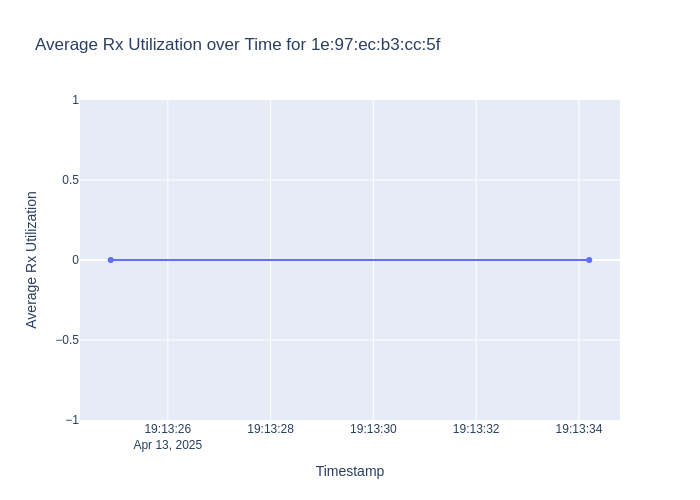 Average Rx Utilization over Time for 1e:97:ec:b3:cc:5f
Average Rx Utilization
1
0.5
0
−0.5
−1
19:13:26 19:13:28 19:13:30 19:13:32 19:13:34
Apr 13, 2025
Timestamp